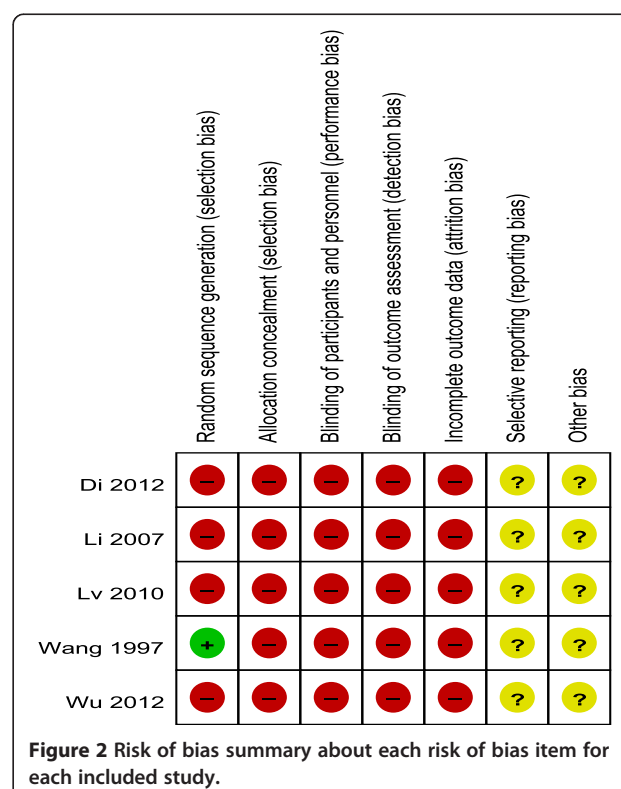 Random sequence generation (selection bias)
Allocation concealment (selection bias)
Blinding of participants and personnel (performance bias)
Blinding of outcome assessment (detection bias)
Incomplete outcome data (attrition bias)
Selective reporting (reporting bias)
Other bias
Di 2012 – – – – – ? ?
Li 2007 – – – – – ? ?
Lv 2010 – – – – – ? ?
Wang 1997 + – – – – ? ?
Wu 2012 – – – – – ? ?
Figure 2 Risk of bias summary about each risk of bias item for
each included study.